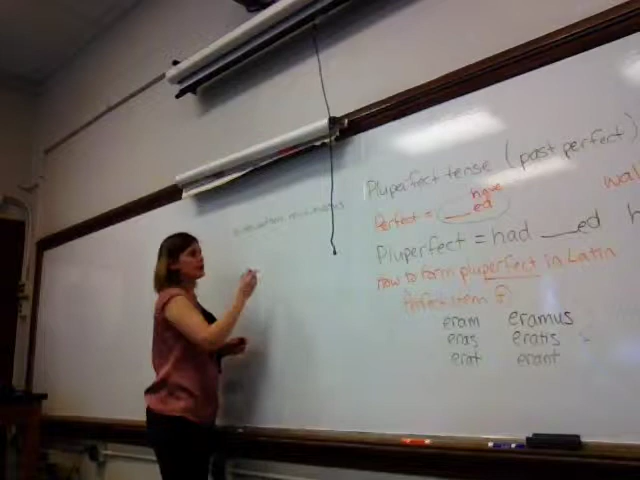 Pluperfect tense (past perfect)
have
Perfect = ___ed
Pluperfect = had ___ed
How to form pluperfect in Latin
Perfect stem +
eram eramus
eras eratis
erat erant